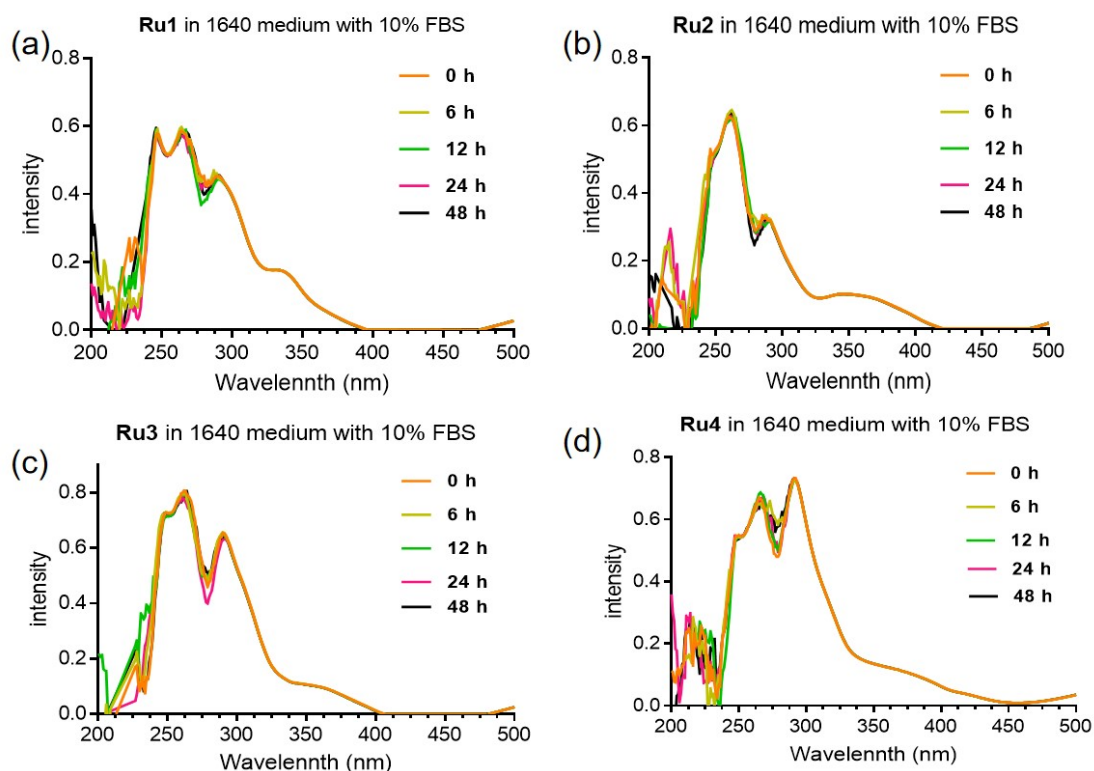 (a)
Ru1 in 1640 medium with 10% FBS
0.8
0.6
0.4
0.2
0.0
intensity
0 h
6 h
12 h
24 h
48 h
200 250 300 350 400 450 500
Wavelennth (nm)
(b)
Ru2 in 1640 medium with 10% FBS
0.8
0.6
0.4
0.2
0.0
intensity
0 h
6 h
12 h
24 h
48 h
200 250 300 350 400 450 500
Wavelennth (nm)
(c)
Ru3 in 1640 medium with 10% FBS
0.8
0.6
0.4
0.2
0.0
intensity
0 h
6 h
12 h
24 h
48 h
200 250 300 350 400 450 500
Wavelennth (nm)
(d)
Ru4 in 1640 medium with 10% FBS
0.8
0.6
0.4
0.2
0.0
intensity
0 h
6 h
12 h
24 h
48 h
200 250 300 350 400 450 500
Wavelennth (nm)